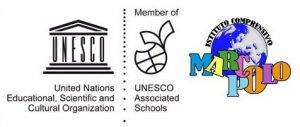 UNESCO
United Nations
Educational, Scientific and
Cultural Organization
Member of
UNESCO
Associated
Schools
ISTITUTO COMPRENSIVO
MARCO POLO